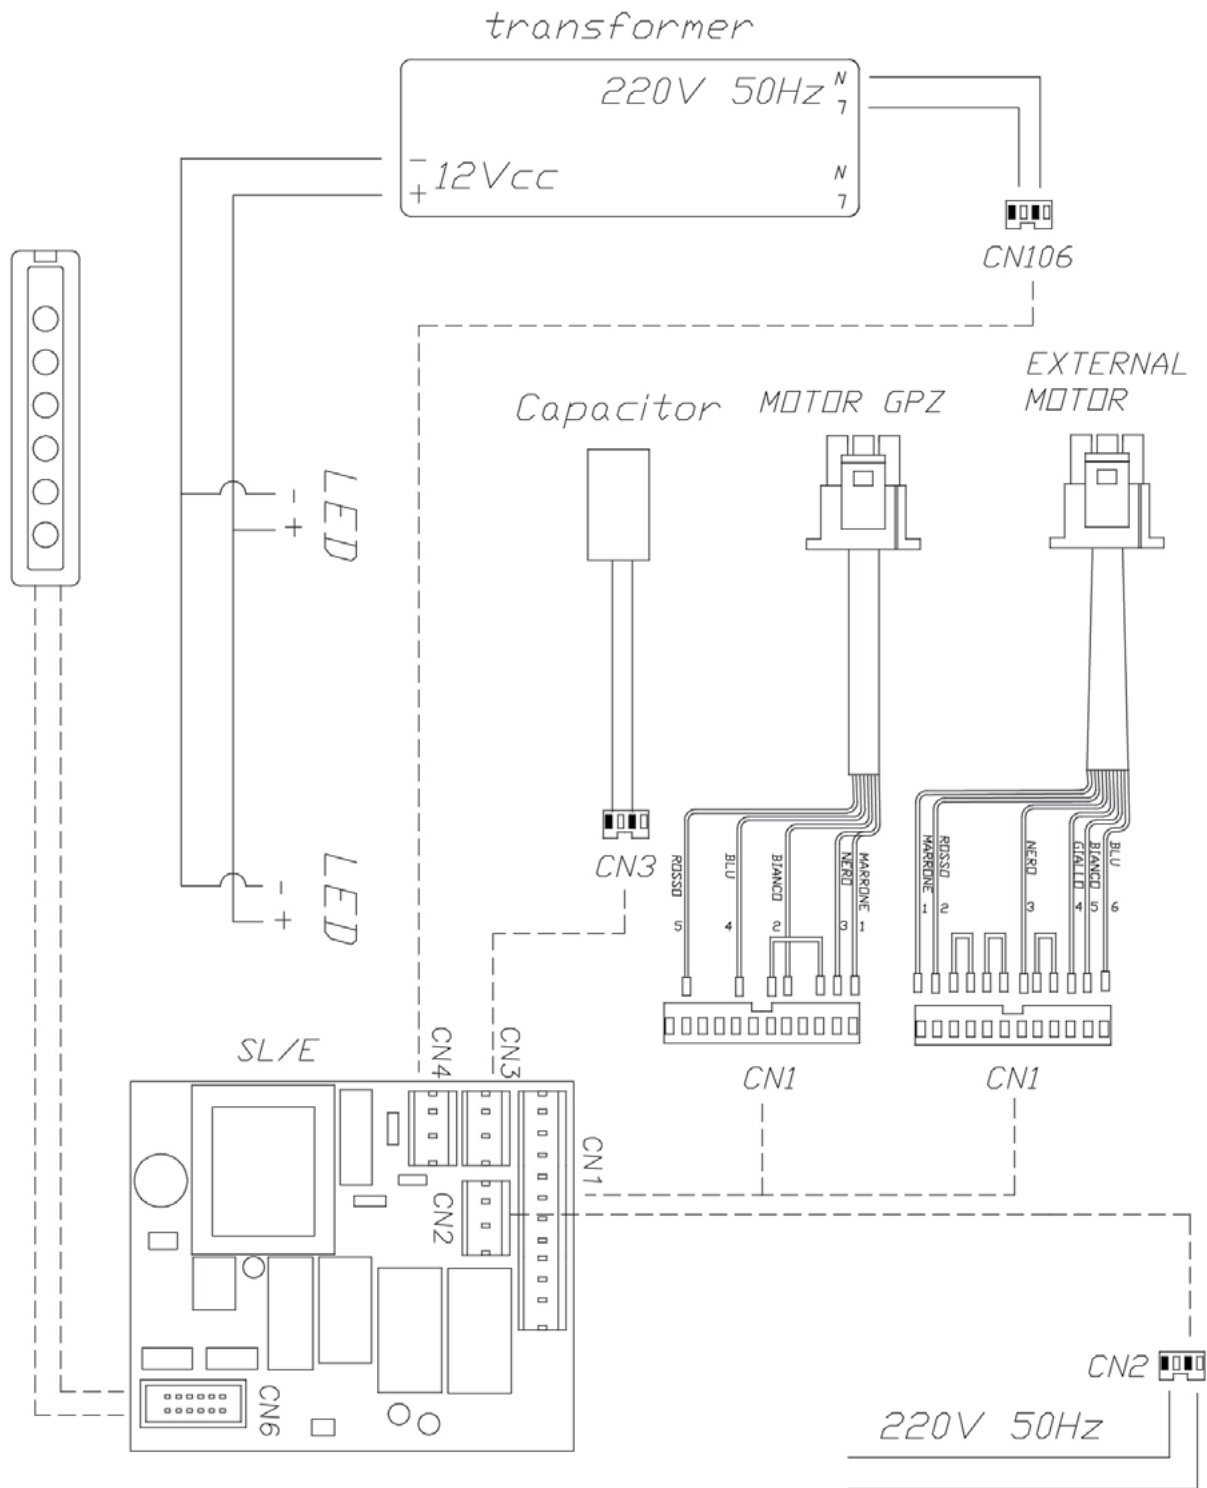 transformer
220V 50Hz
N
L
12Vcc
-
+
N
L
CN106
EXTERNAL
MOTOR
MOTOR GPZ
Capacitor
LED
-
+
LED
-
+
CN3
ROSSO 5
BLU 4
BIANCO 2
NERO 3
MARRONE 1
MARRONE 1
ROSSO 2
NERO 3
GIALLO 4
BIANCO 5
BLU 6
CN1
CN1
SL/E
CN4
CN3
CN1
CN2
CN6
CN2
220V 50Hz